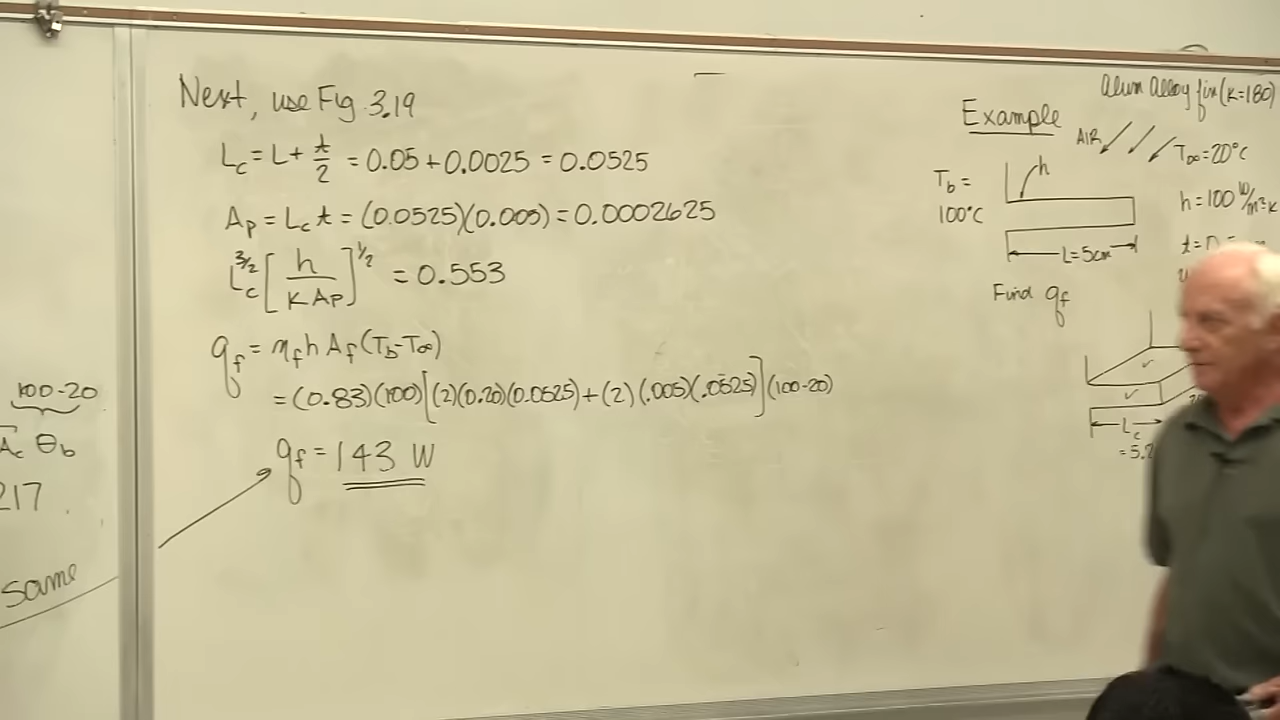 Next, use Fig. 3.19
Lc = L + t/2 = 0.05 + 0.0025 = 0.0525
Ap = Lc t = (0.0525)(0.005) = 0.0002625
Lc^3/2 [h / K Ap]^1/2 = 0.553
qf = ηf h Af (Tb - T∞)
= (0.83)(100)[(2)(0.20)(0.0525) + (2)(.005)(.0525)](100-20)
qf = 143 W
100-20
Ac θb
217
same
Alum Alloy fin (K=180)
Example
AIR
T∞ = 20°C
h
Tb =
100°C
h = 100 W/m²K
L = 5cm
t =
Find qf
Lc
= 5.2